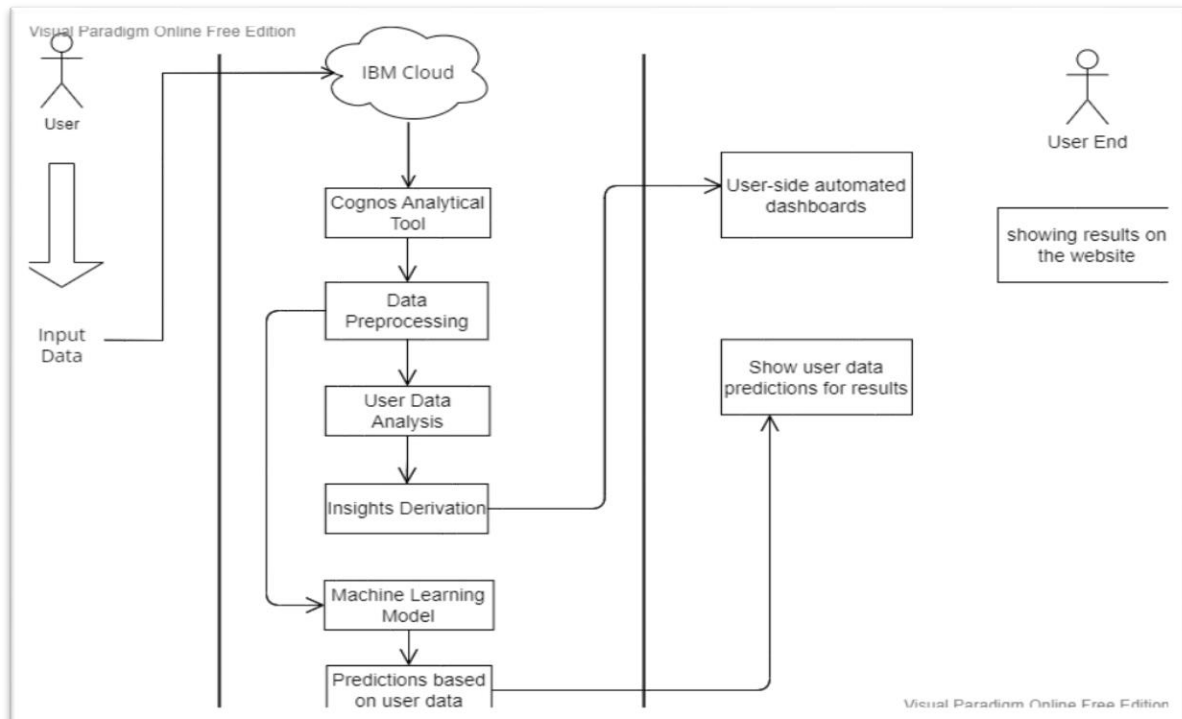 Visual Paradigm Online Free Edition
User
Input
Data
IBM Cloud
Cognos Analytical
Tool
Data
Preprocessing
User Data
Analysis
Insights Derivation
Machine Learning
Model
Predictions based
on user data
User-side automated
dashboards
Show user data
predictions for results
User End
showing results on
the website
Visual Paradigm Online Free Edition